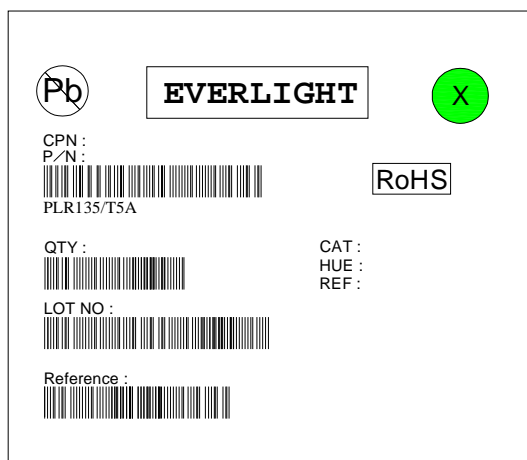 Pb
EVERLIGHT
X
CPN :
P/N :
RoHS
PLR135/T5A
QTY :
CAT :
HUE :
REF :
LOT NO :
Reference :